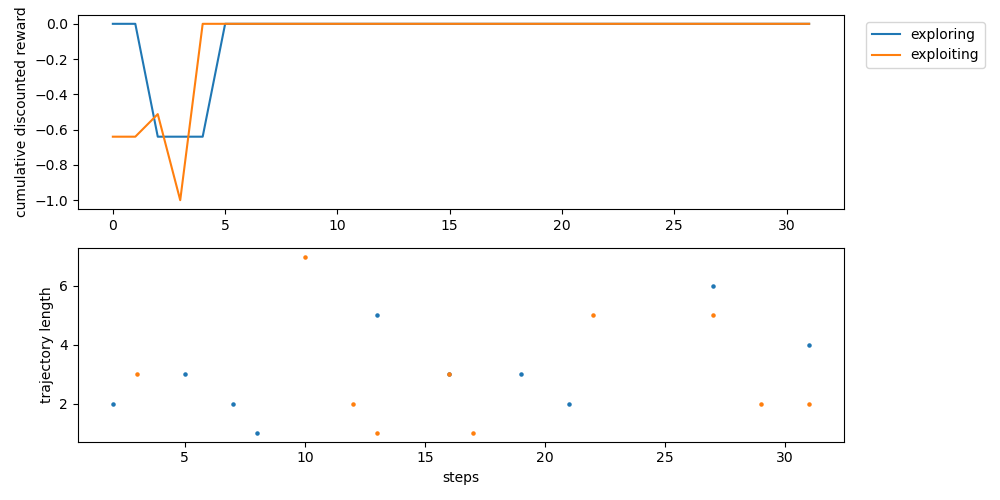 cumulative discounted reward
0.0
−0.2
−0.4
−0.6
−0.8
−1.0
0 5 10 15 20 25 30
exploring
exploiting
trajectory length
6
4
2
5 10 15 20 25 30
steps